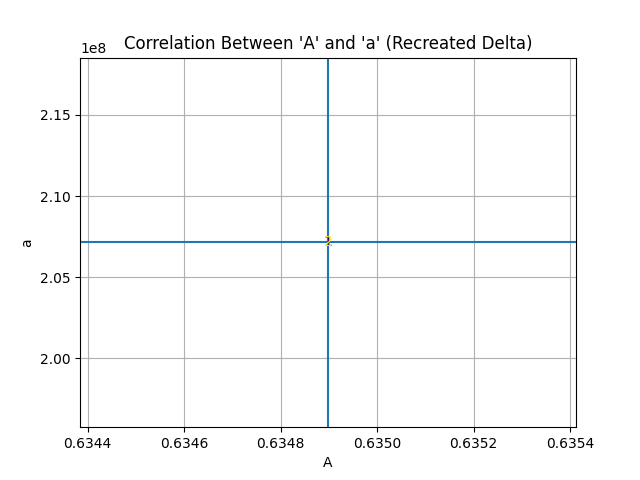 Correlation Between 'A' and 'a' (Recreated Delta)
1e8
2.15
2.10
2.05
2.00
a
0.6344
0.6346
0.6348
0.6350
0.6352
0.6354
A